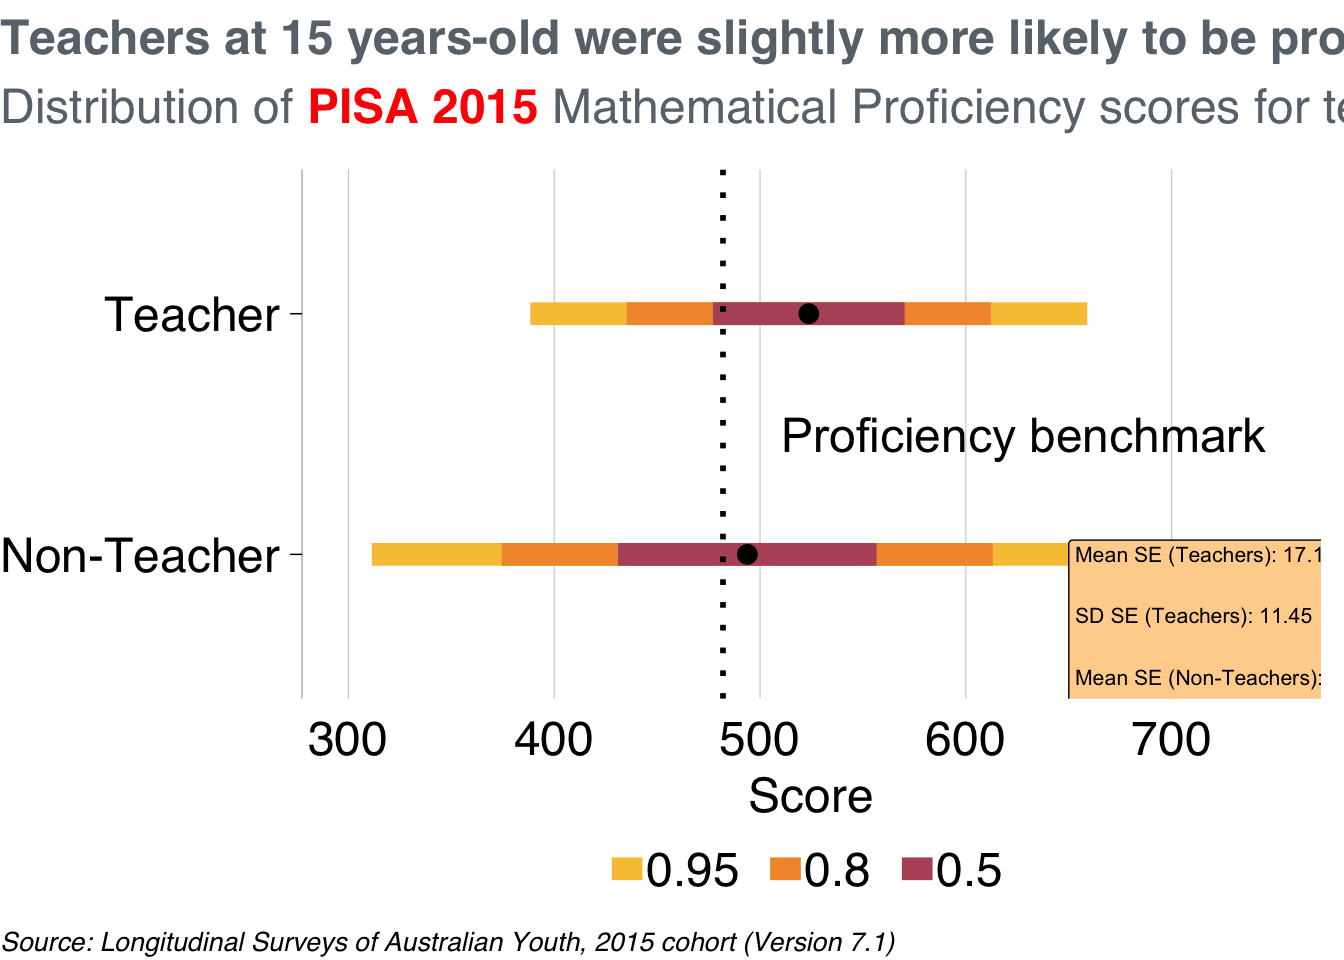 Teachers at 15 years-old were slightly more likely to be pro
Distribution of PISA 2015 Mathematical Proficiency scores for te
Teacher
Proficiency benchmark
Non-Teacher
Mean SE (Teachers): 17.1
SD SE (Teachers): 11.45
Mean SE (Non-Teachers):
300 400 500 600 700
Score
0.95 0.8 0.5
Source: Longitudinal Surveys of Australian Youth, 2015 cohort (Version 7.1)